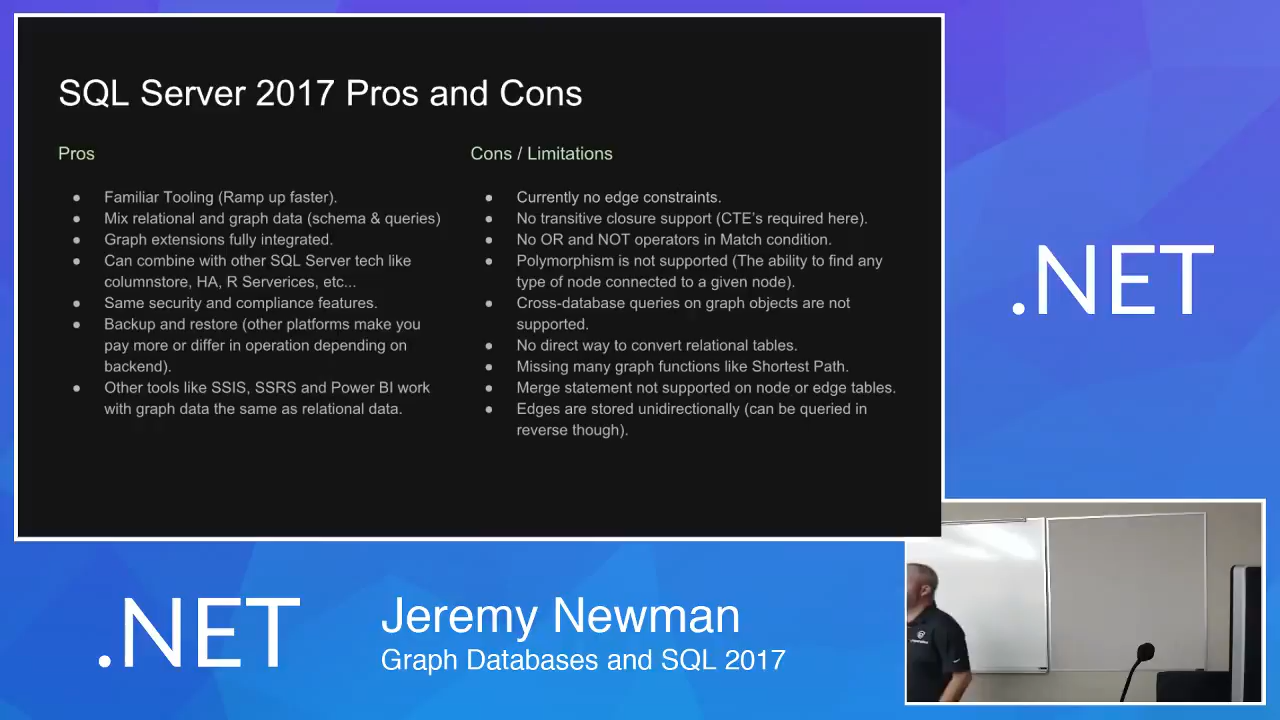 SQL Server 2017 Pros and Cons
Pros
● Familiar Tooling (Ramp up faster).
● Mix relational and graph data (schema & queries)
● Graph extensions fully integrated.
● Can combine with other SQL Server tech like
columnstore, HA, R Serverices, etc...
● Same security and compliance features.
● Backup and restore (other platforms make you
pay more or differ in operation depending on
backend).
● Other tools like SSIS, SSRS and Power BI work
with graph data the same as relational data.
Cons / Limitations
● Currently no edge constraints.
● No transitive closure support (CTE's required here).
● No OR and NOT operators in Match condition.
● Polymorphism is not supported (The ability to find any
type of node connected to a given node).
● Cross-database queries on graph objects are not
supported.
● No direct way to convert relational tables.
● Missing many graph functions like Shortest Path.
● Merge statement not supported on node or edge tables.
● Edges are stored unidirectionally (can be queried in
reverse though).
.NET
.NET
Jeremy Newman
Graph Databases and SQL 2017